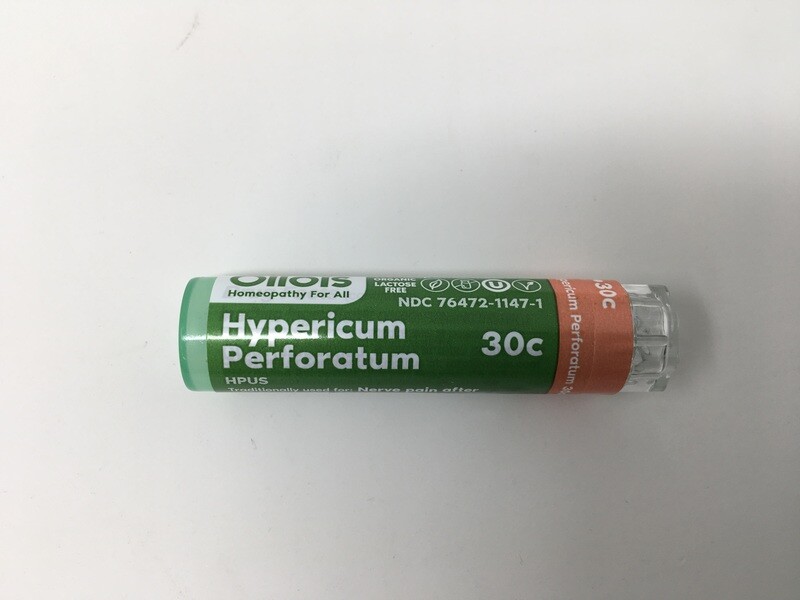 Ollois
Homeopathy For All
ORGANIC
LACTOSE
FREE
U
NDC 76472-1147-1
Hypericum
Perforatum
30c
HPUS
Traditionally used for: Nerve pain after
30c
Perforatum